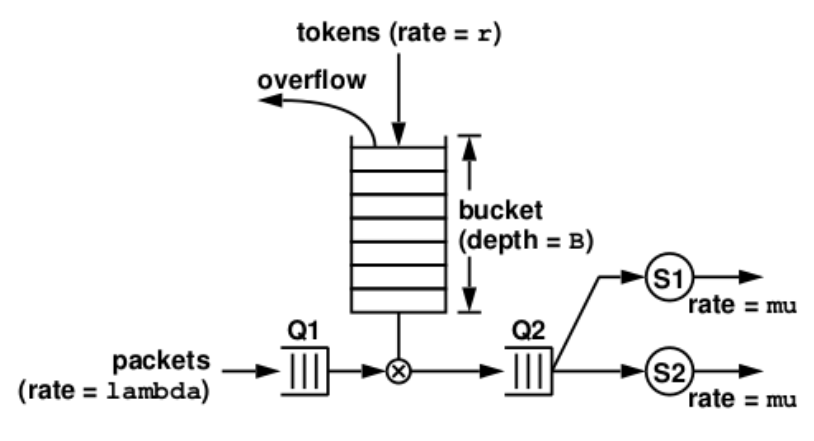 tokens (rate = r)
overflow
bucket
(depth = B)
S1
rate = mu
Q1
Q2
packets
(rate = lambda)
S2
rate = mu